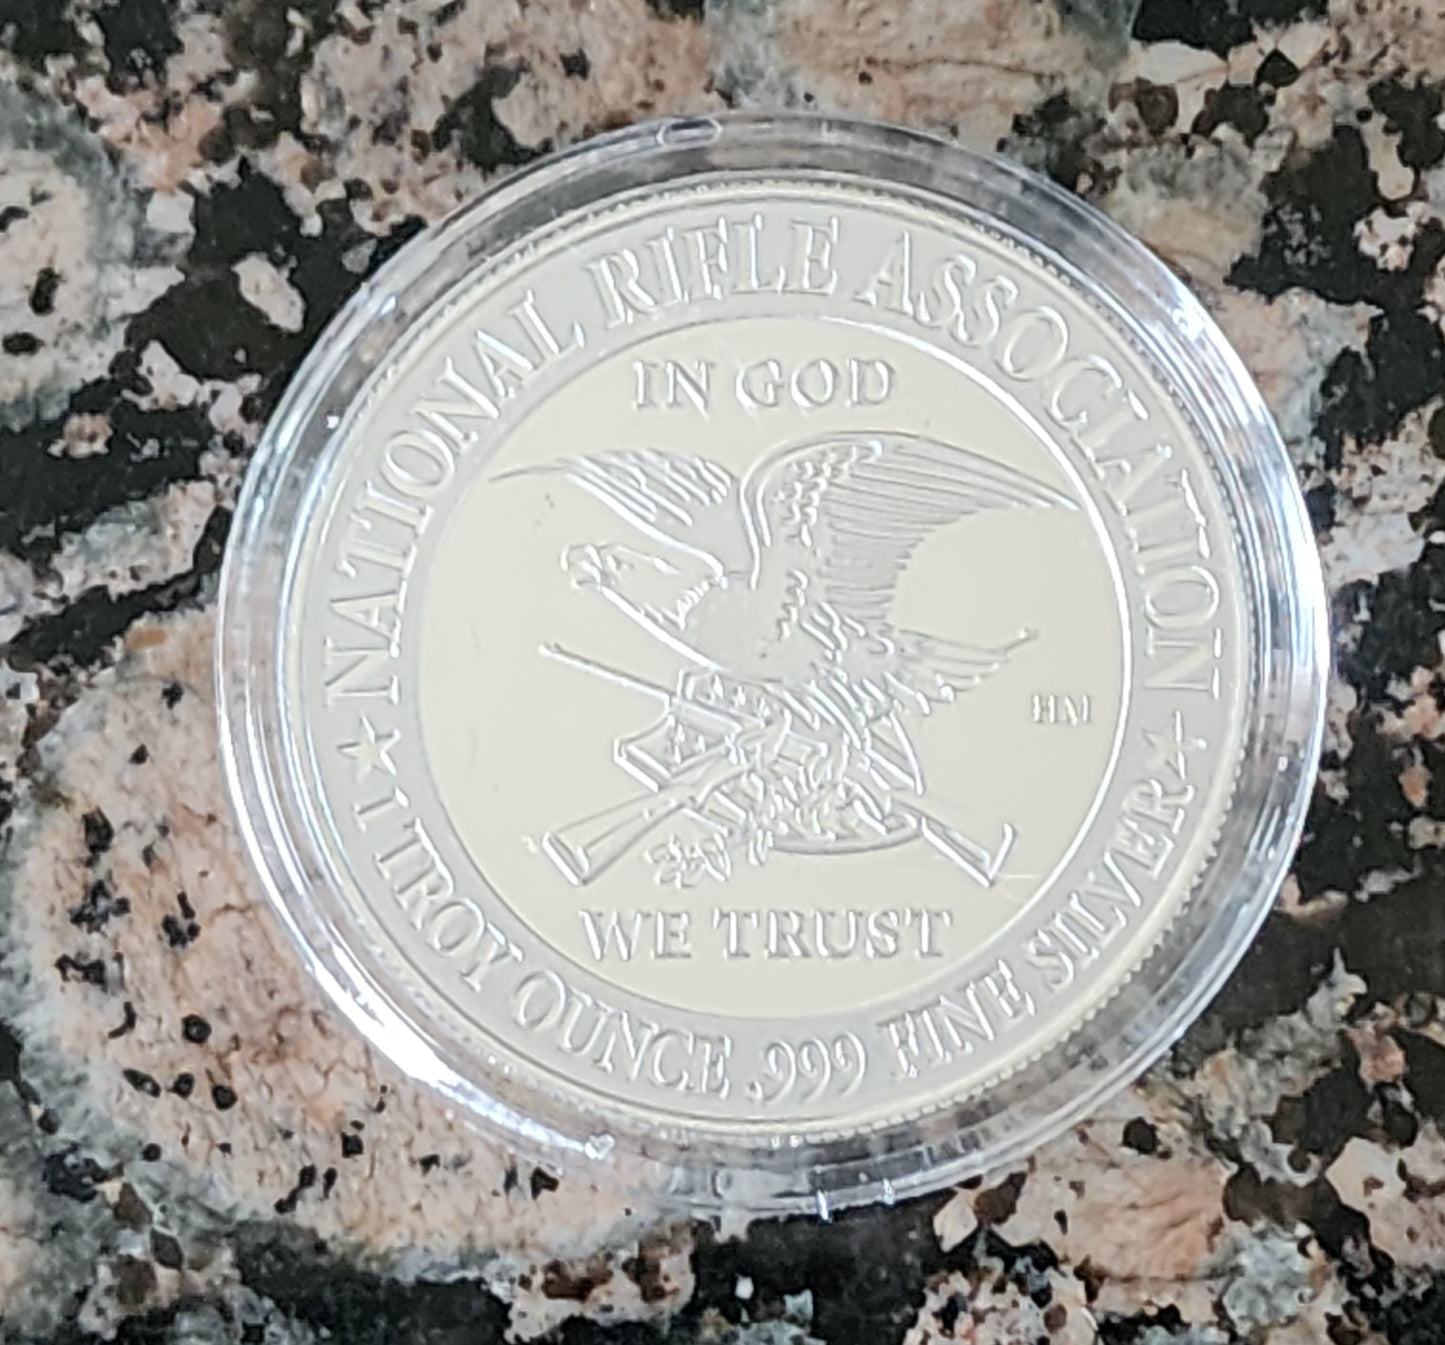 NATIONAL RIFLE ASSOCIATION
IN GOD
HM
WE TRUST
★ 1 TROY OUNCE .999 FINE SILVER ★